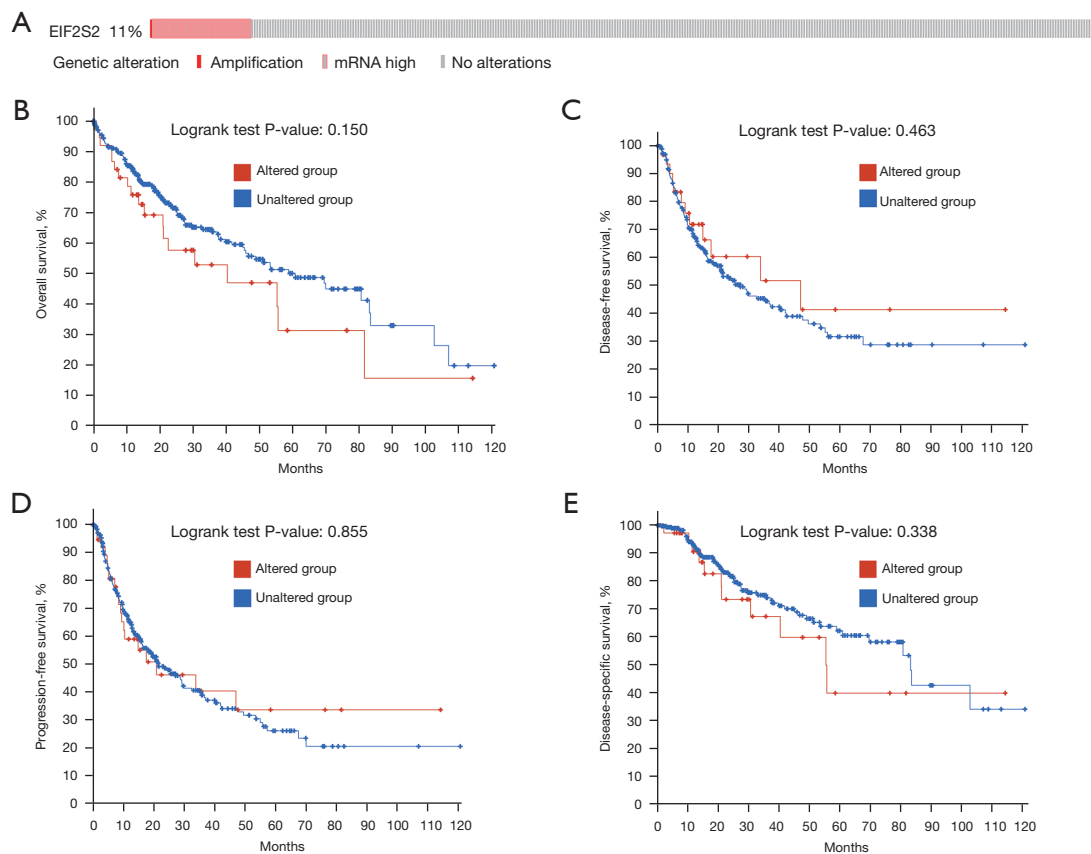 A
EIF2S2 11%
Genetic alteration Amplification mRNA high No alterations
B
Logrank test P-value: 0.150
Altered group
Unaltered group
Overall survival, %
100
90
80
70
60
50
40
30
20
10
0
0 10 20 30 40 50 60 70 80 90 100 110 120
Months
C
Logrank test P-value: 0.463
Altered group
Unaltered group
Disease-free survival, %
100
90
80
70
60
50
40
30
20
10
0
0 10 20 30 40 50 60 70 80 90 100 110 120
Months
D
Logrank test P-value: 0.855
Altered group
Unaltered group
Progression-free survival, %
100
90
80
70
60
50
40
30
20
10
0
0 10 20 30 40 50 60 70 80 90 100 110 120
Months
E
Logrank test P-value: 0.338
Altered group
Unaltered group
Disease-specific survival, %
100
90
80
70
60
50
40
30
20
10
0
0 10 20 30 40 50 60 70 80 90 100 110 120
Months